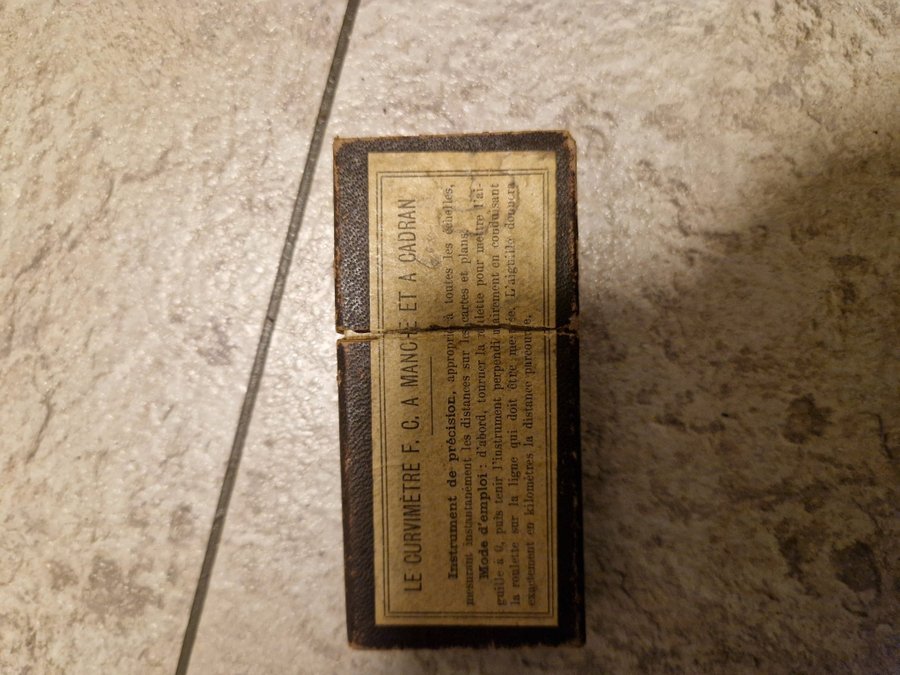 LE CURVIMÈTRE F. C. A MANCHE ET A CADRAN
Instrument de précision, approprié à toutes les échelles,
mesurant instantanément les distances sur les cartes et plans.
Mode d'emploi : d'abord, tourner la roulette pour mettre l'ai-
guille à 0, puis tenir l'instrument perpendiculairement en conduisant
la roulette sur la ligne qui doit être mesurée. L'aiguille donnera
exactement en kilomètres la distance parcourue.